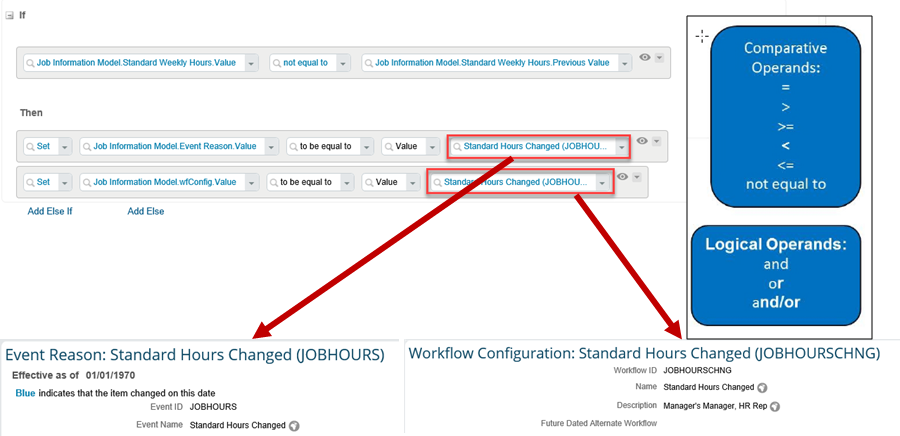 If
Job Information Model.Standard Weekly Hours.Value not equal to Job Information Model.Standard Weekly Hours.Previous Value
Then
Set Job Information Model.Event Reason.Value to be equal to Value Standard Hours Changed (JOBHOU...
Set Job Information Model.wfConfig.Value to be equal to Value Standard Hours Changed (JOBHOU...
Add Else If Add Else
Comparative
Operands:
=
>
>=
<
<=
not equal to
Logical Operands:
and
or
and/or
Event Reason: Standard Hours Changed (JOBHOURS)
Effective as of 01/01/1970
Blue indicates that the item changed on this date
Event ID JOBHOURS
Event Name Standard Hours Changed
Workflow Configuration: Standard Hours Changed (JOBHOURSCHNG)
Workflow ID JOBHOURSCHNG
Name Standard Hours Changed
Description Manager's Manager, HR Rep
Future Dated Alternate Workflow